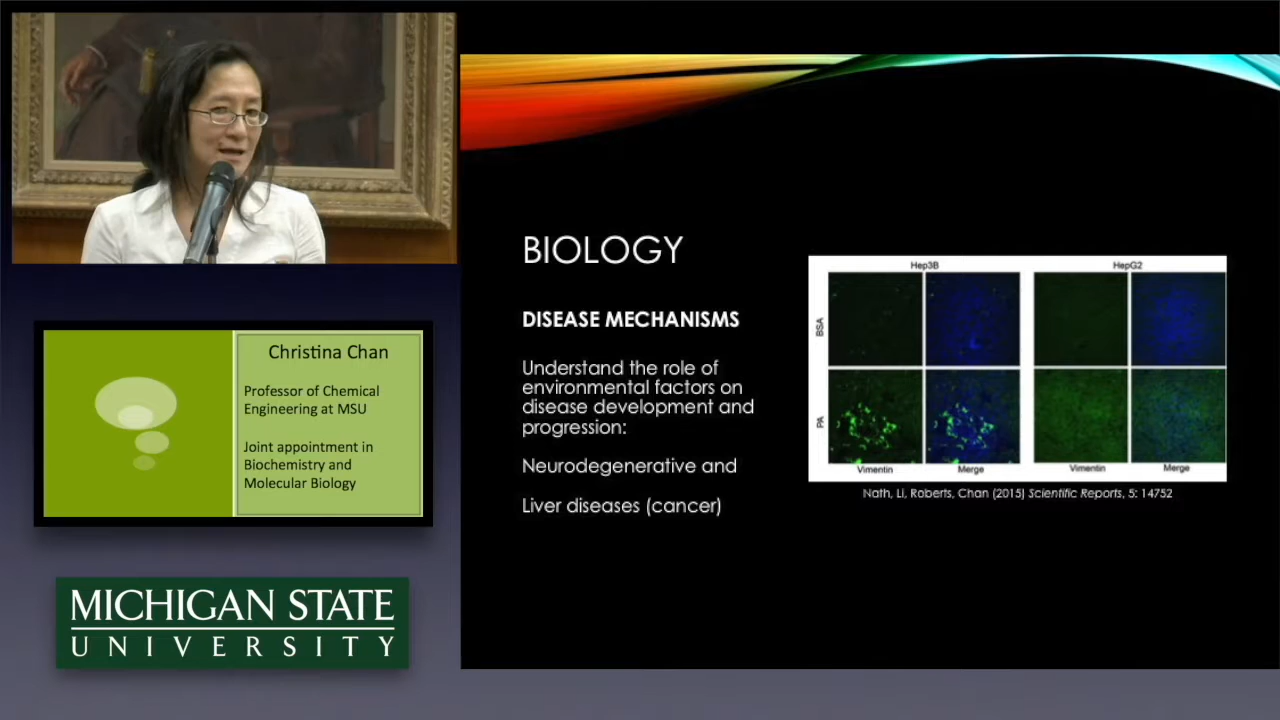 Christina Chan
Professor of Chemical
Engineering at MSU
Joint appointment in
Biochemistry and
Molecular Biology
MICHIGAN STATE
UNIVERSITY
BIOLOGY
DISEASE MECHANISMS
Understand the role of
environmental factors on
disease development and
progression:
Neurodegenerative and
Liver diseases (cancer)
Hep3B
HepG2
BSA
PA
Vimentin
Merge
Vimentin
Merge
Nath, Li, Roberts, Chan (2015) Scientific Reports, 5: 14752